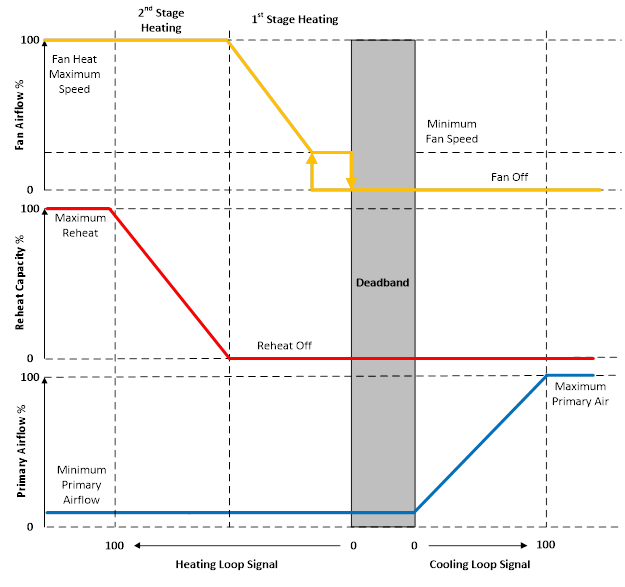 2nd Stage
Heating
1st Stage Heating
100
Fan Heat
Maximum
Speed
Fan Airflow %
Minimum
Fan Speed
Fan Off
0
100
Maximum
Reheat
Reheat Capacity %
Deadband
Reheat Off
0
100
Maximum
Primary Air
Primary Airflow %
Minimum
Primary
Airflow
0
100
0
0
100
Heating Loop Signal
Cooling Loop Signal